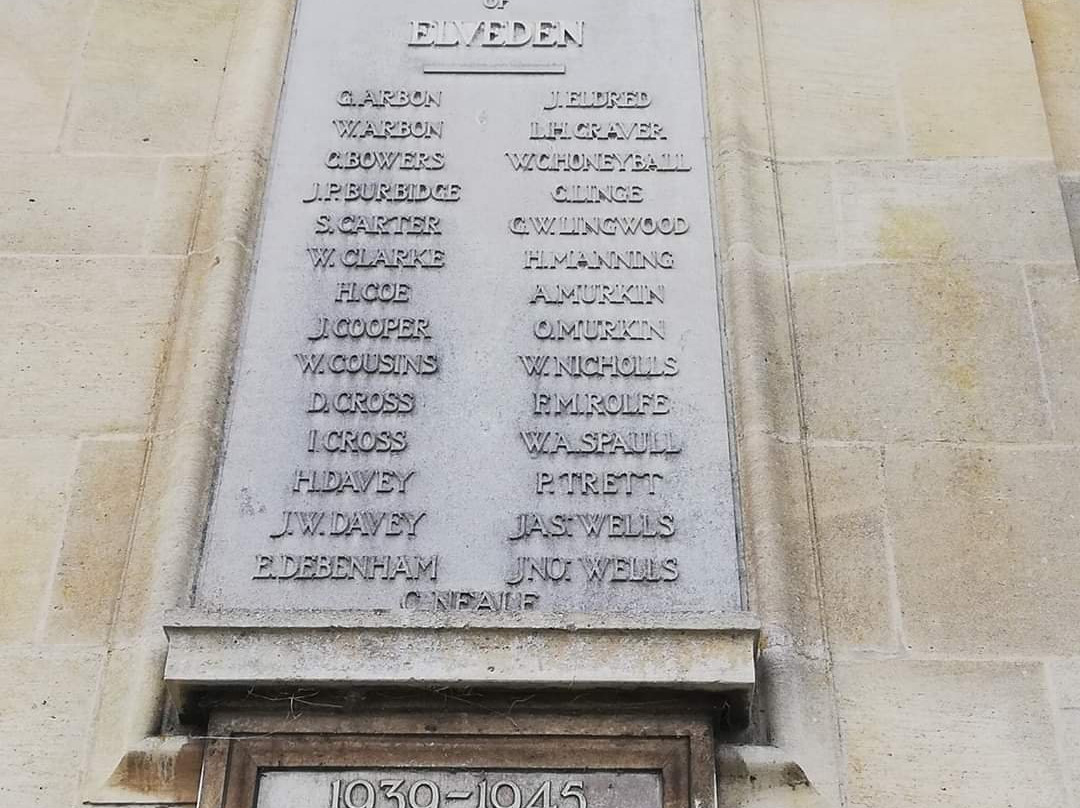 OF
ELVEDEN
G. ARBON
W. ARBON
C. BOWERS
J. P. BURBIDGE
S. CARTER
W. CLARKE
H. COE
J. COOPER
W. COUSINS
D. CROSS
I. CROSS
H. DAVEY
J. W. DAVEY
E. DEBENHAM
J. ELDRED
I. H. GRAVER
W. C. HONEYBALL
C. LINGE
G. W. LINGWOOD
H. MANNING
A. MURKIN
O. MURKIN
W. NICHOLLS
F. M. ROLFE
W. A. SPAULL
P. TRETT
JAS. WELLS
JNO. WELLS
C. NEALE
1939-1945